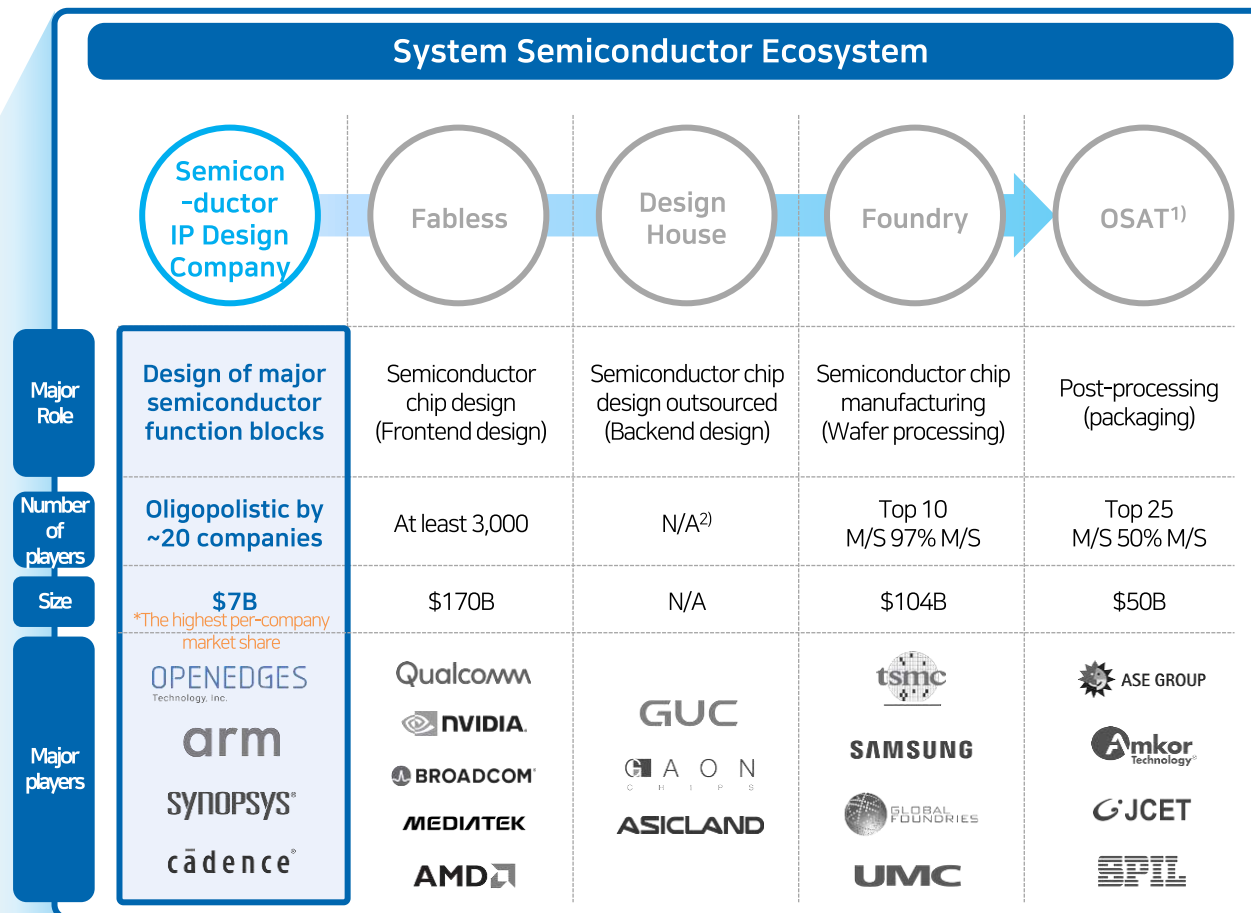 System Semiconductor Ecosystem
Semicon
-ductor
IP Design
Company
Fabless
Design
House
Foundry
OSAT1)
Major
Role
Design of major
semiconductor
function blocks
Semiconductor
chip design
(Frontend design)
Semiconductor chip
design outsourced
(Backend design)
Semiconductor chip
manufacturing
(Wafer processing)
Post-processing
(packaging)
Number
of
players
Oligopolistic by
~20 companies
At least 3,000
N/A2)
Top 10
M/S 97% M/S
Top 25
M/S 50% M/S
Size
$7B
*The highest per-company
market share
$170B
N/A
$104B
$50B
Major
players
OPENEDGES
Technology, Inc.
arm
SYNOPSYS®
cādence®
Qualcomm
NVIDIA.
BROADCOM®
MEDIATEK
AMD
GUC
GAON
CHIPS
ASICLAND
tsmc
SAMSUNG
GLOBAL
FOUNDRIES
UMC
ASE GROUP
Amkor
Technology®
JCET
SPIL